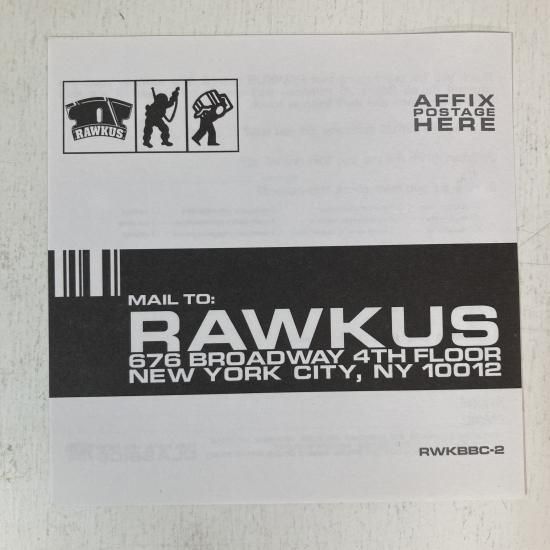 RAWKUS
AFFIX
POSTAGE
HERE
MAIL TO:
RAWKUS
676 BROADWAY 4TH FLOOR
NEW YORK CITY, NY 10012
RWKBBC-2